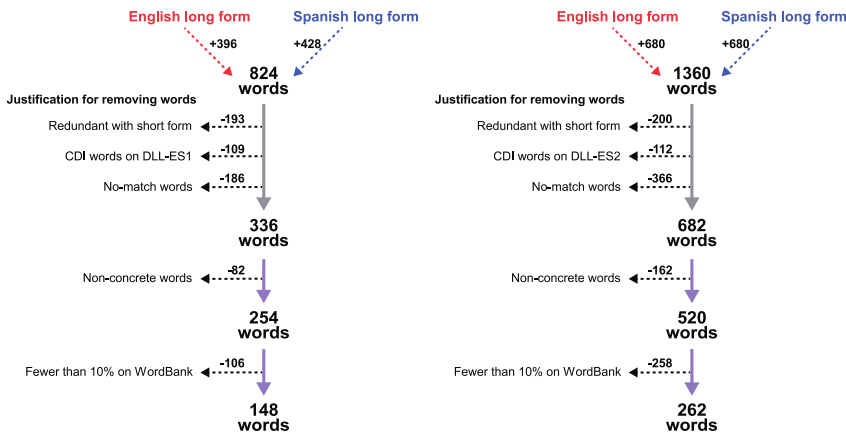 English long form
Spanish long form
+396
+428
824
words
Justification for removing words
-193
Redundant with short form
-109
CDI words on DLL-ES1
-186
No-match words
336
words
-82
Non-concrete words
254
words
-106
Fewer than 10% on WordBank
148
words
English long form
Spanish long form
+680
+680
1360
words
Justification for removing words
-200
Redundant with short form
-112
CDI words on DLL-ES2
-366
No-match words
682
words
-162
Non-concrete words
520
words
-258
Fewer than 10% on WordBank
262
words